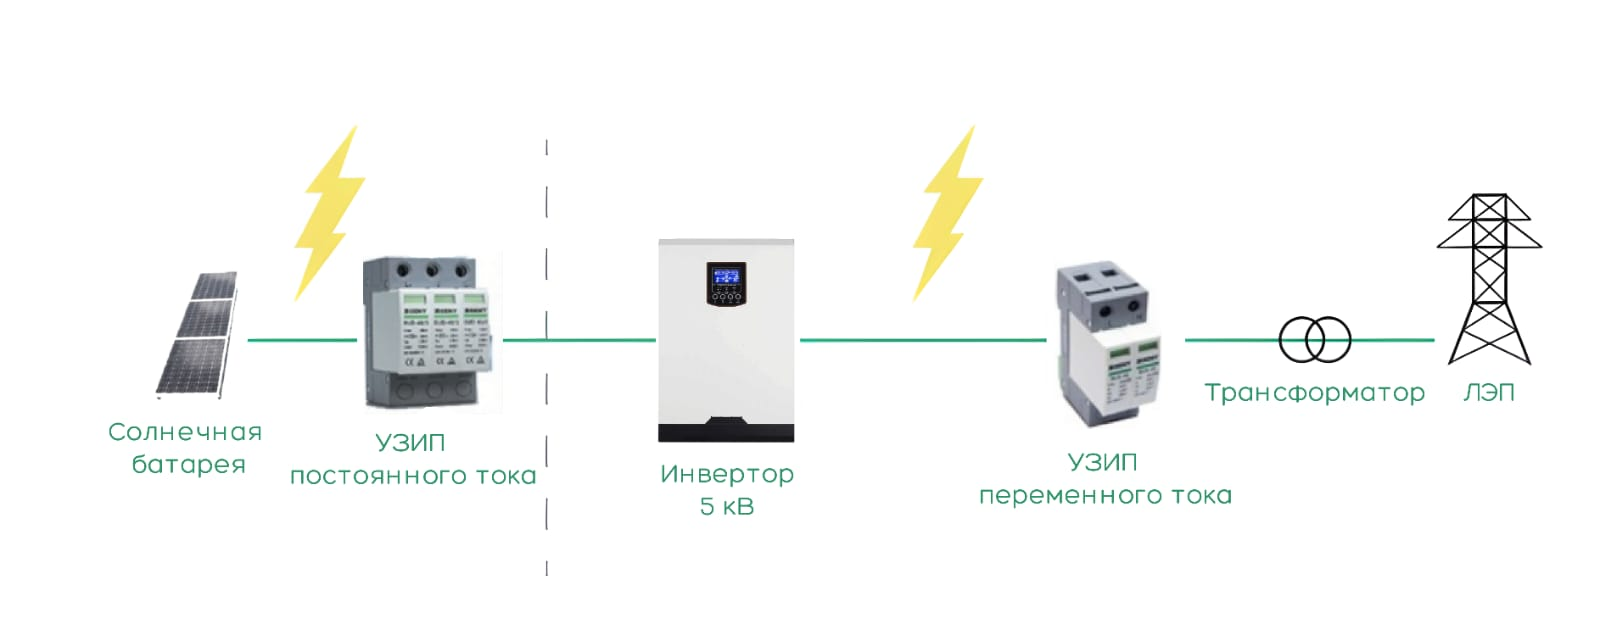 Солнечная
батарея
УЗИП
постоянного тока
Инвертор
5 кВ
УЗИП
переменного тока
Трансформатор
ЛЭП